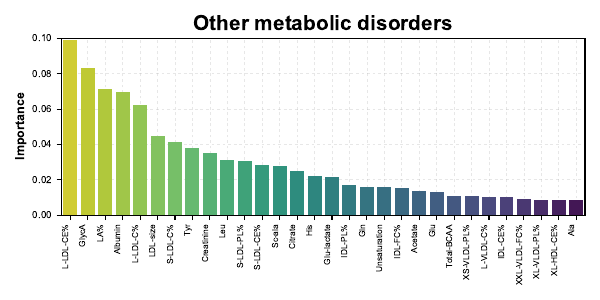 Other metabolic disorders
Importance
0.10
0.08
0.06
0.04
0.02
0.00
L-LDL-CE%
GlycA
LA%
Albumin
L-LDL-C%
LDL-size
S-LDL-C%
Tyr
Creatinine
Leu
S-LDL-PL%
S-LDL-CE%
So-ala
Citrate
His
Glu-lactate
IDL-PL%
Gln
Unsaturation
IDL-FC%
Acetate
Glu
Total-BCAA
XS-VLDL-PL%
L-VLDL-C%
IDL-CE%
XXL-VLDL-FC%
XL-VLDL-PL%
XL-HDL-CE%
Ala